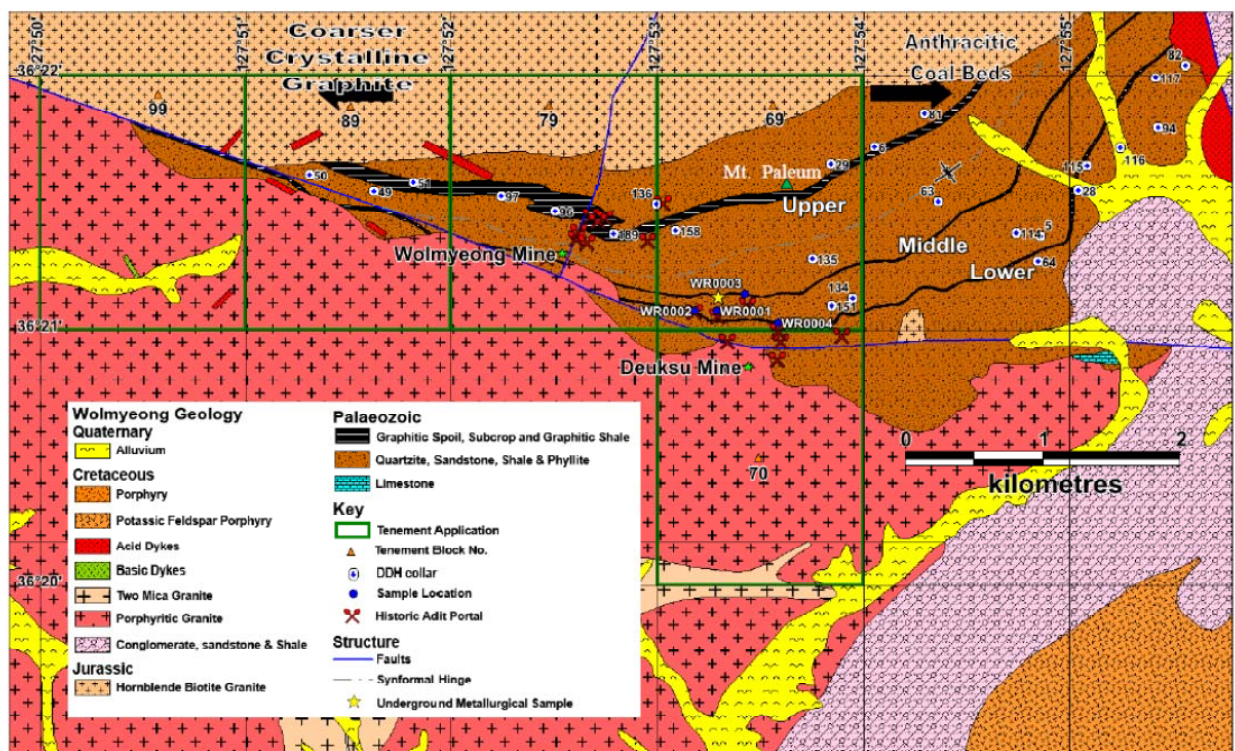 127°50'
127°51'
127°52'
127°53'
127°54'
127°55'
36°22'
Coarser
Crystalline
Graphite
Anthracitic
Coal Beds
82
117
99
89
79
69
81
94
6
29
116
115
50
51
49
97
Mt. Paleum
63
28
136
96
Upper
189
158
114
5
Middle
Wolmyeong Mine
135
64
Lower
WR0003
134
151
WR0002
WR0001
WR0004
36°21'
Deuksu Mine
70
0 1 2
kilometres
36°20'
Wolmyeong Geology
Quaternary
Alluvium
Cretaceous
Porphyry
Potassic Feldspar Porphyry
Acid Dykes
Basic Dykes
Two Mica Granite
Porphyritic Granite
Conglomerate, sandstone & Shale
Jurassic
Hornblende Biotite Granite
Palaeozoic
Graphitic Spoil, Subcrop and Graphitic Shale
Quartzite, Sandstone, Shale & Phyllite
Limestone
Key
Tenement Application
Tenement Block No.
DDH collar
Sample Location
Historic Adit Portal
Structure
Faults
Synformal Hinge
Underground Metallurgical Sample